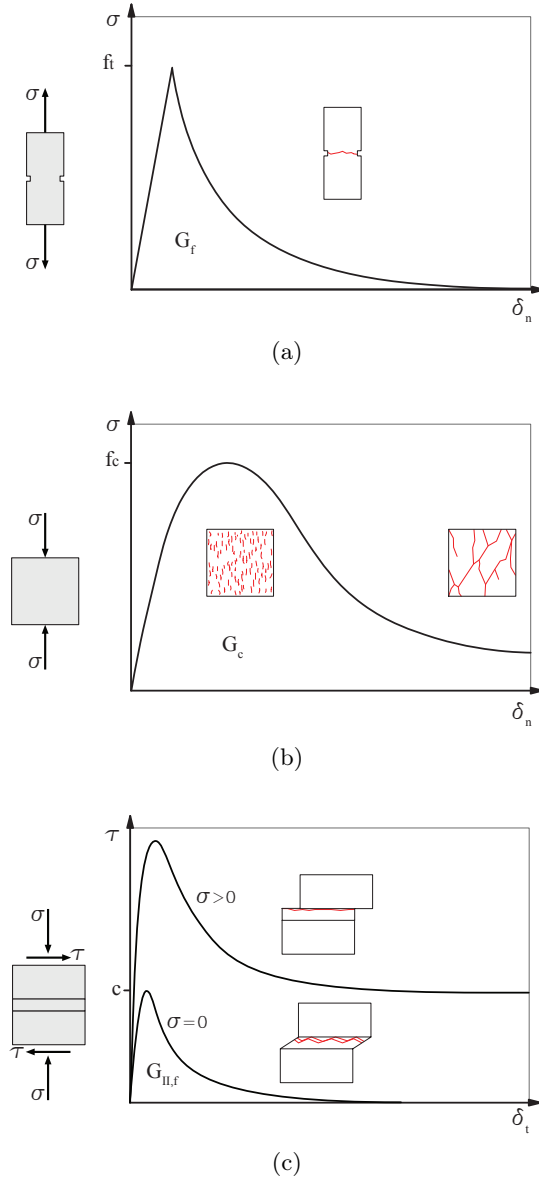 σ
ft
σ
G_f
σ
δ_n
(a)
σ
fc
σ
G_c
σ
δ_n
(b)
τ
σ
σ>0
τ
c
σ=0
τ
G_II,f
σ
δ_t
(c)